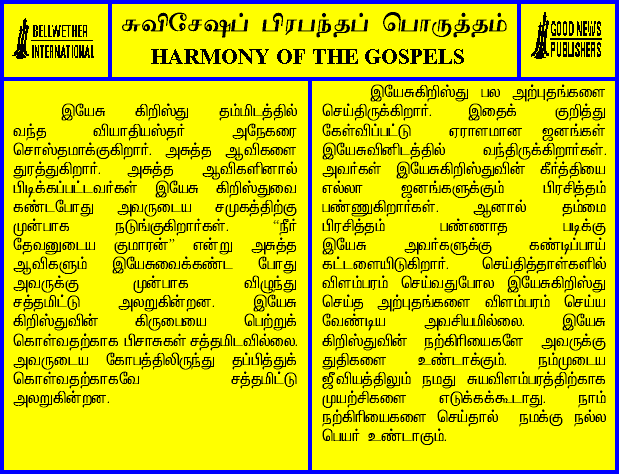 BELLWETHER
INTERNATIONAL
சுவிசேஷப் பிரபந்தப் பொருத்தம்
HARMONY OF THE GOSPELS
GOOD NEWS
PUBLISHERS
இயேசு கிறிஸ்து தம்மிடத்தில்
வந்த வியாதியஸ்தர் அநேகரை
சொஸ்தமாக்குகிறார். அசுத்த ஆவிகளை
துரத்துகிறார். அசுத்த ஆவிகளினால்
பிடிக்கப்பட்டவர்கள் இயேசு கிறிஸ்துவை
கண்டபோது அவருடைய சமுகத்திற்கு
முன்பாக நடுங்குகிறார்கள். “நீர்
தேவனுடைய குமாரன்” என்று அசுத்த
ஆவிகளும் இயேசுவைக்கண்ட போது
அவருக்கு முன்பாக விழுந்து
சத்தமிட்டு அலறுகின்றன. இயேசு
கிறிஸ்துவின் கிருபையை பெற்றுக்
கொள்வதற்காக பிசாசுகள் சத்தமிடவில்லை.
அவருடைய கோபத்திலிருந்து தப்பித்துக்
கொள்வதற்காகவே சத்தமிட்டு
அலறுகின்றன.
இயேசுகிறிஸ்து பல அற்புதங்களை
செய்திருக்கிறார். இதைக் குறித்து
கேள்விப்பட்டு ஏராளமான ஜனங்கள்
இயேசுவினிடத்தில் வந்திருக்கிறார்கள்.
அவர்கள் இயேசுகிறிஸ்துவின் கீர்த்தியை
எல்லா ஜனங்களுக்கும் பிரசித்தம்
பண்ணுகிறார்கள். ஆனால் தம்மை
பிரசித்தம் பண்ணாத படிக்கு
இயேசு அவர்களுக்கு கண்டிப்பாய்
கட்டளையிடுகிறார். செய்தித்தாள்களில்
விளம்பரம் செய்வதுபோல இயேசுகிறிஸ்து
செய்த அற்புதங்களை விளம்பரம் செய்ய
வேண்டிய அவசியமில்லை. இயேசு
கிறிஸ்துவின் நற்கிரியைகளே அவருக்கு
துதிகளை உண்டாக்கும். நம்முடைய
ஜீவியத்திலும் நமது சுயவிளம்பரத்திற்காக
முயற்சிகளை எடுக்கக்கூடாது. நாம்
நற்கிரியைகளை செய்தால் நமக்கு நல்ல
பெயர் உண்டாகும்.